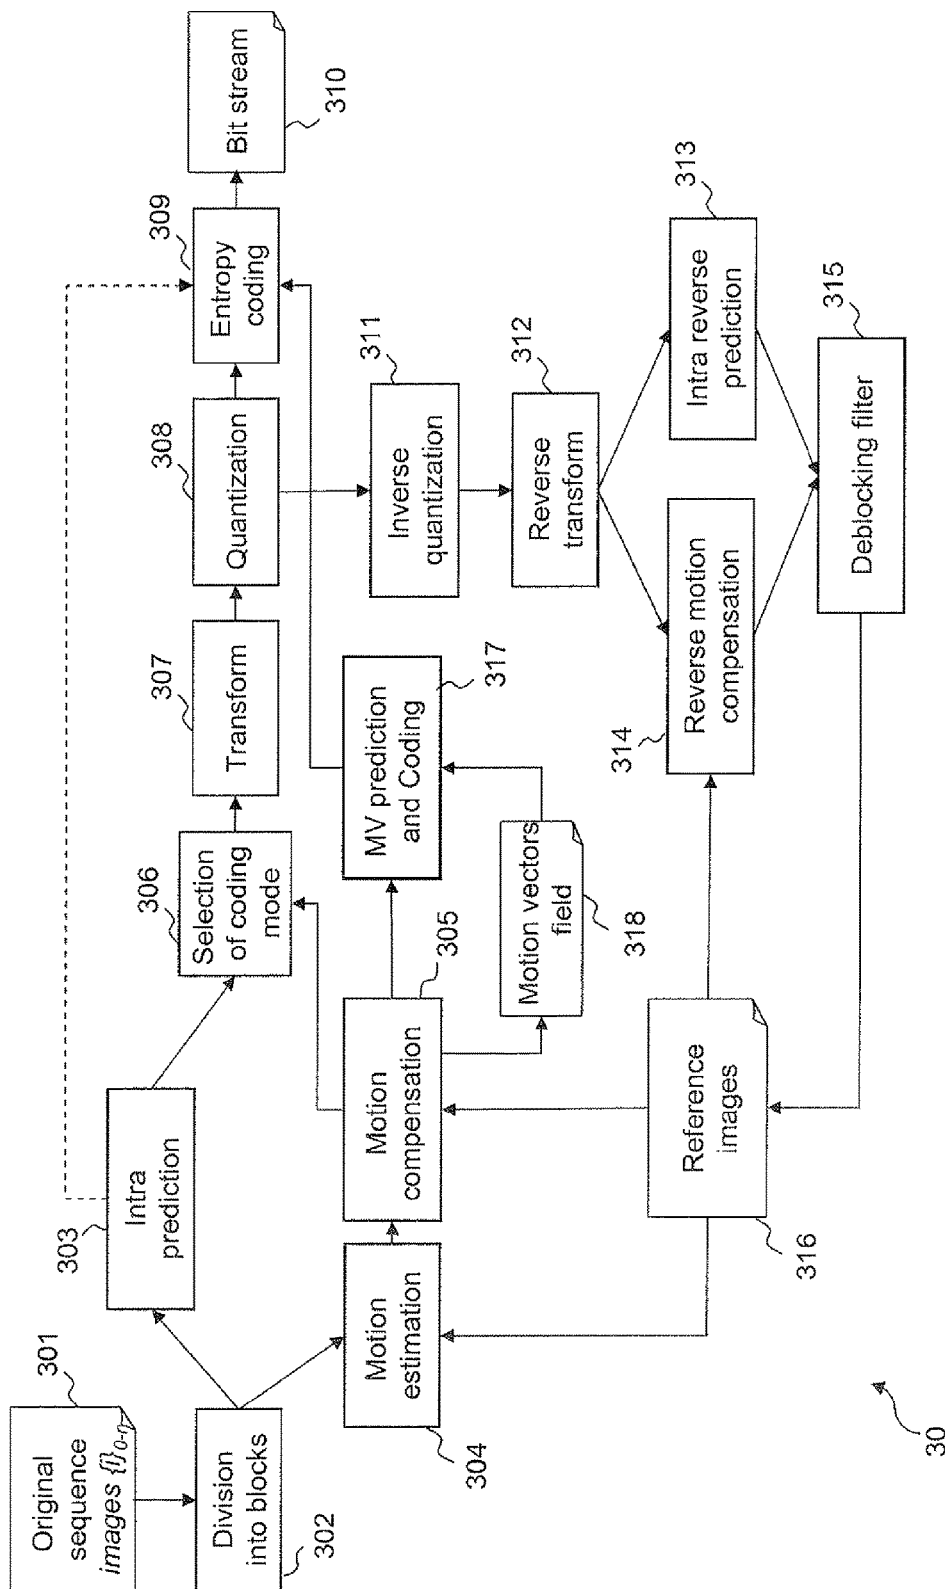 301
Original
sequence
images {I}0-n
Division
into blocks
302
303
Intra
prediction
Motion
estimation
304
Motion
compensation
305
306
Selection
of coding
mode
307
Transform
308
Quantization
309
Entropy
coding
Bit stream
310
MV prediction
and Coding
317
Motion vectors
field
318
311
Inverse
quantization
312
Reverse
transform
313
Intra reverse
prediction
314
Reverse motion
compensation
315
Deblocking filter
Reference
images
316
30